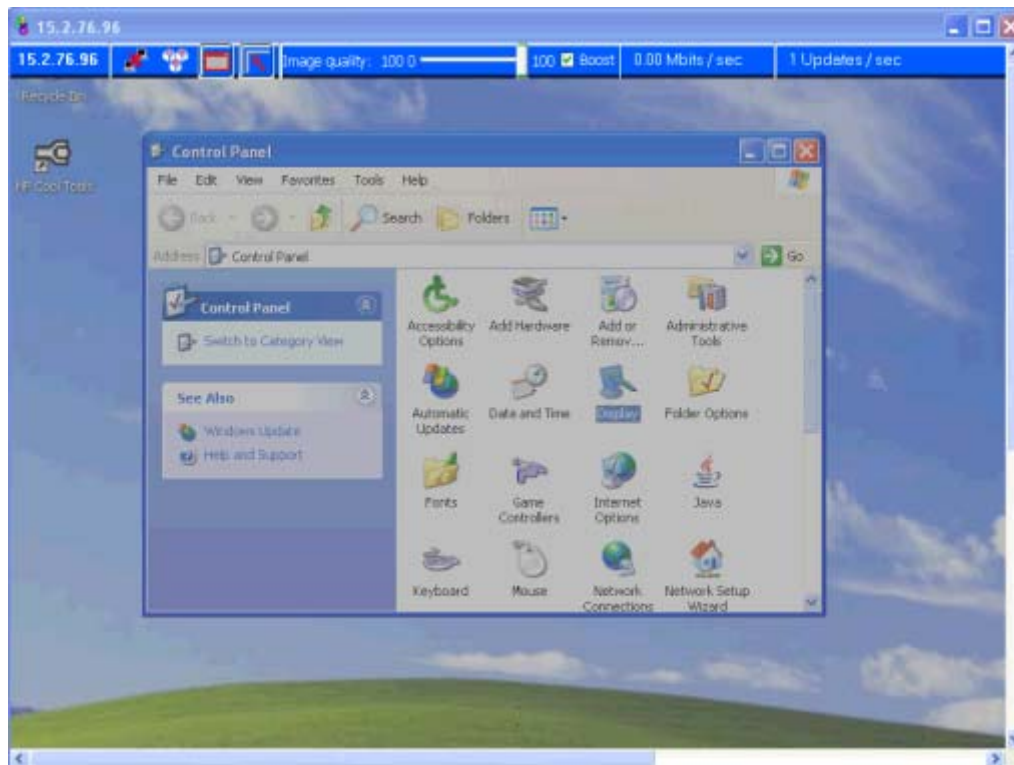 15.2.76.96
15.2.76.96 Image quality: 100 0 100 Boost 0.00 Mbits / sec 1 Updates / sec
Recycle Bin
HP Cool Tools
Control Panel
File Edit View Favorites Tools Help
Back Search Folders
Address Control Panel Go
Control Panel
Switch to Category View
See Also
Windows Update
Help and Support
Accessibility Options
Add Hardware
Add or Remov...
Administrative Tools
Automatic Updates
Date and Time
Display
Folder Options
Fonts
Game Controllers
Internet Options
Java
Keyboard
Mouse
Network Connections
Network Setup Wizard